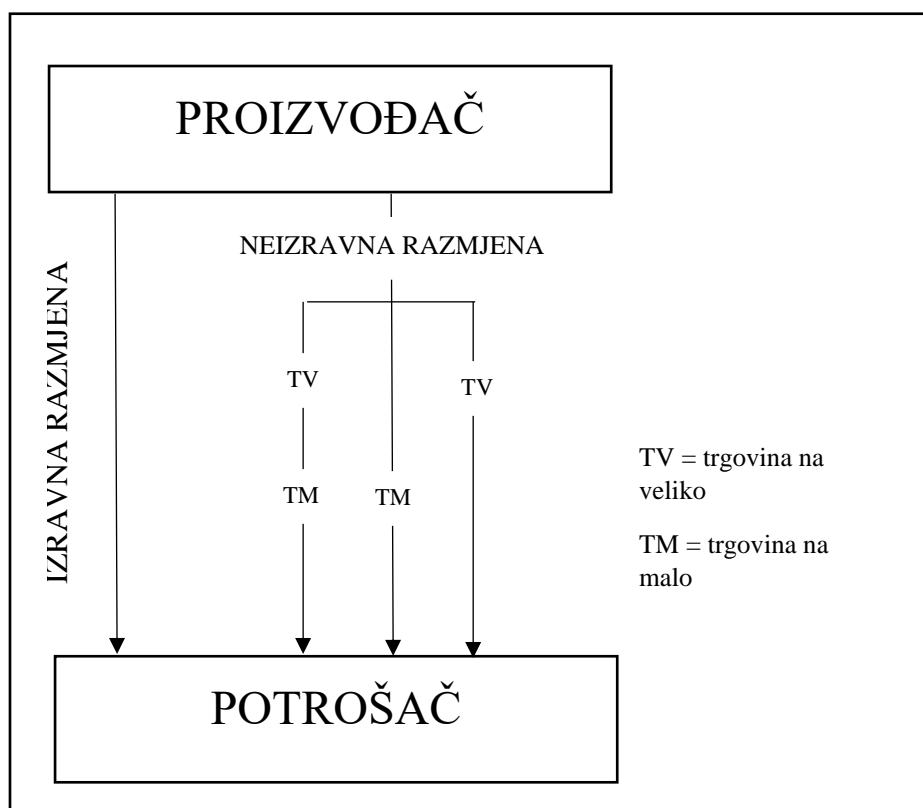 PROIZVOĐAČ
NEIZRAVNA RAZMJENA
IZRAVNA RAZMJENA
TV
TV
TM
TM
TV = trgovina na
veliko
TM = trgovina na
malo
POTROŠAČ